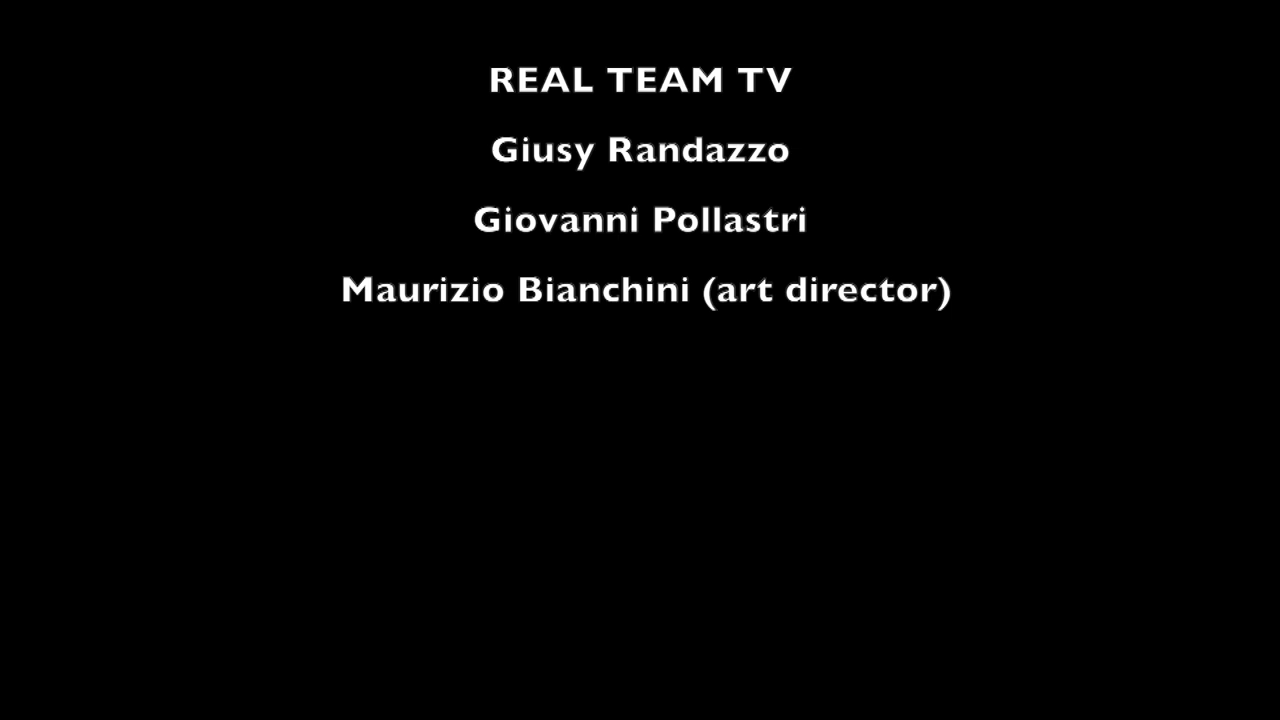 REAL TEAM TV
Giusy Randazzo
Giovanni Pollastri
Maurizio Bianchini (art director)